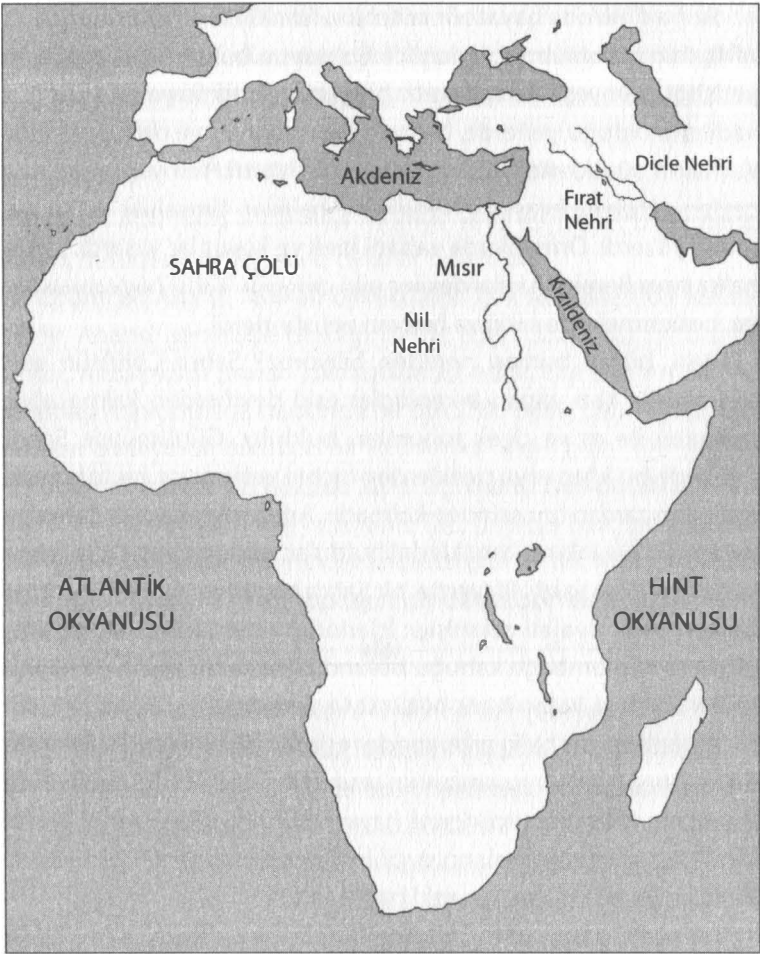 Akdeniz
Dicle Nehri
Fırat
Nehri
SAHRA ÇÖLÜ
Mısır
Kızıldeniz
Nil
Nehri
ATLANTİK
OKYANUSU
HİNT
OKYANUSU